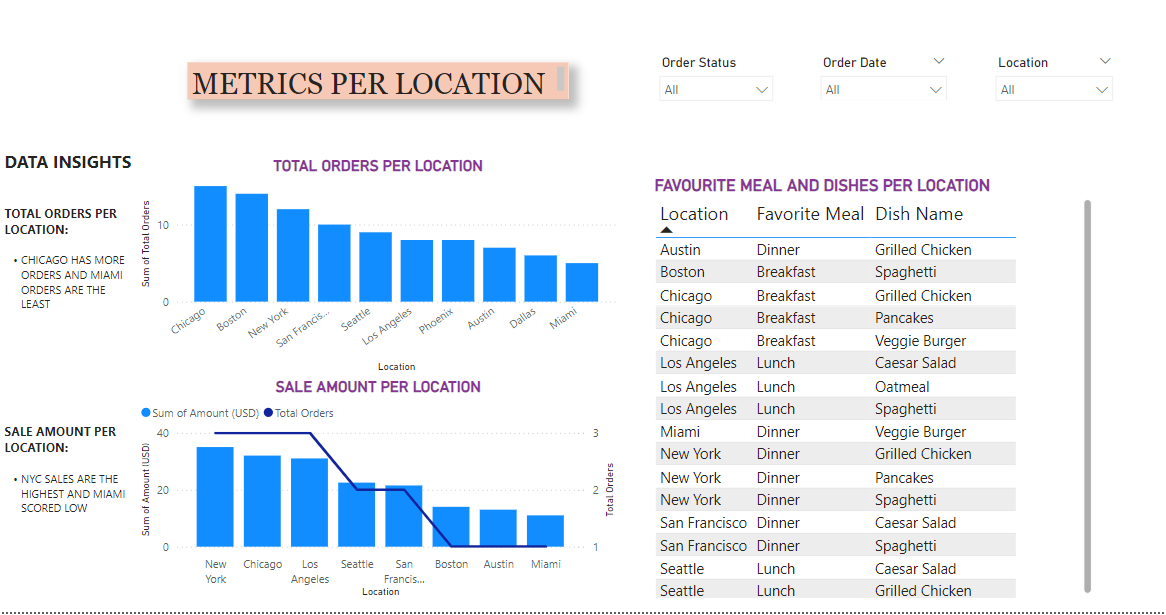 METRICS PER LOCATION
Order Status
Order Date
Location
All
All
All
DATA INSIGHTS
TOTAL ORDERS PER
LOCATION:
• CHICAGO HAS MORE
ORDERS AND MIAMI
ORDERS ARE THE
LEAST
TOTAL ORDERS PER LOCATION
Sum of Total Orders
10
0
Chicago
Boston
New York
San Francis...
Seattle
Los Angeles
Phoenix
Austin
Dallas
Miami
Location
SALE AMOUNT PER
LOCATION:
• NYC SALES ARE THE
HIGHEST AND MIAMI
SCORED LOW
SALE AMOUNT PER LOCATION
Sum of Amount (USD) Total Orders
Sum of Amount (USD)
40
20
0
3
2
1
Total Orders
New
York
Chicago
Los
Angeles
Seattle
San
Francis...
Boston
Austin
Miami
Location
FAVOURITE MEAL AND DISHES PER LOCATION
Location Favorite Meal Dish Name
Austin Dinner Grilled Chicken
Boston Breakfast Spaghetti
Chicago Breakfast Grilled Chicken
Chicago Breakfast Pancakes
Chicago Breakfast Veggie Burger
Los Angeles Lunch Caesar Salad
Los Angeles Lunch Oatmeal
Los Angeles Lunch Spaghetti
Miami Dinner Veggie Burger
New York Dinner Grilled Chicken
New York Dinner Pancakes
New York Dinner Spaghetti
San Francisco Dinner Caesar Salad
San Francisco Dinner Spaghetti
Seattle Lunch Caesar Salad
Seattle Lunch Grilled Chicken